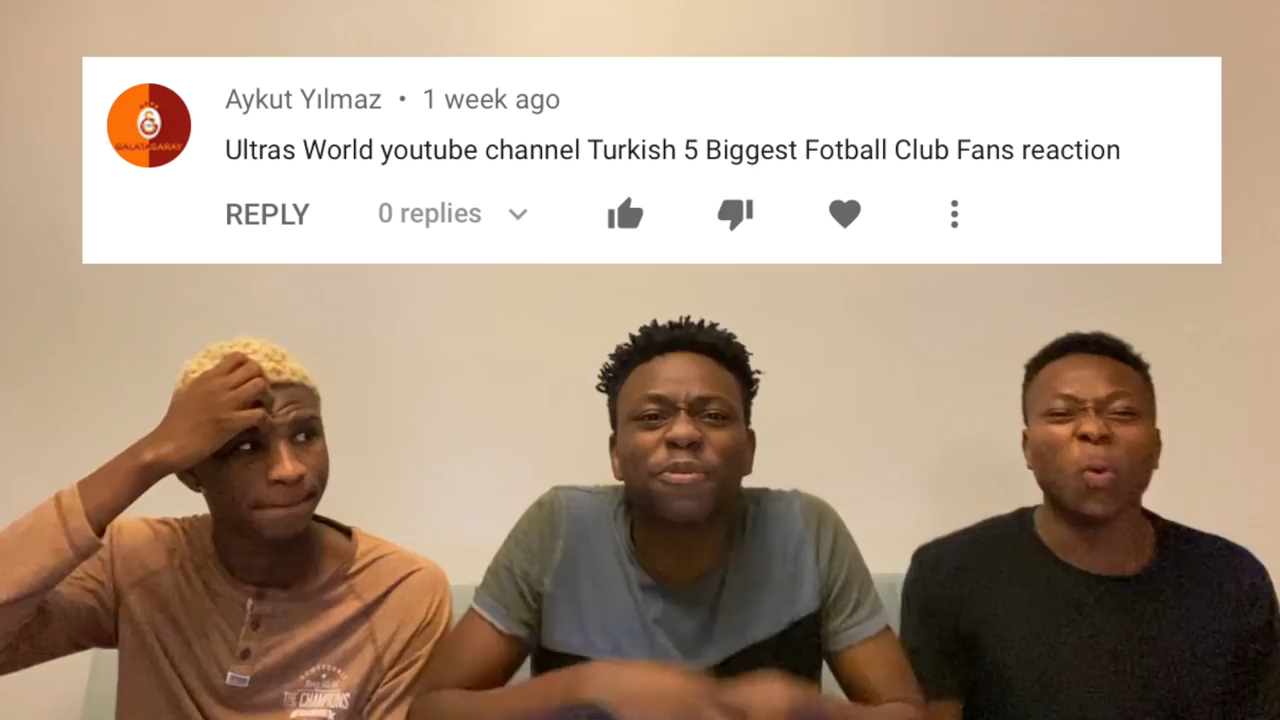 Aykut Yılmaz • 1 week ago
Ultras World youtube channel Turkish 5 Biggest Fotball Club Fans reaction
REPLY 0 replies
GALATASARAY
THE CHAMPIONS